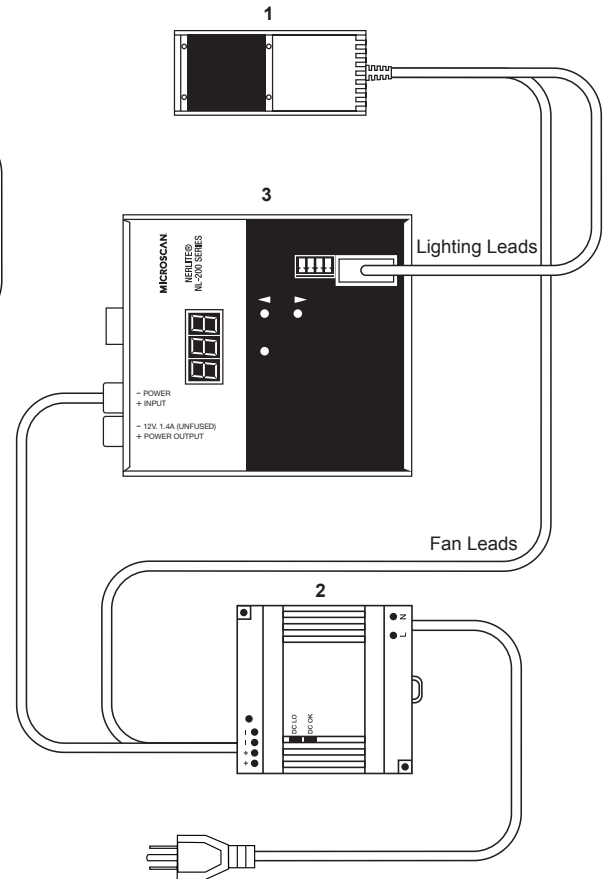 1
3
MICROSCAN.
NERLITE®
NL-200 SERIES
Lighting Leads
888
− POWER
+ INPUT
− 12V. 1.4A (UNFUSED)
+ POWER OUTPUT
Fan Leads
2
N
L
DC LO
DC OK
−
−
+
+